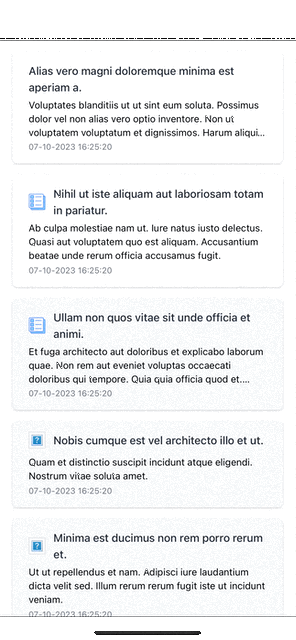 Alias vero magni doloremque minima est
aperiam a.
Voluptates blanditiis ut ut sint eum soluta. Possimus
dolor vel non alias vero optio inventore. Non ut
voluptatem voluptatum et dignissimos. Harum aliqui...
07-10-2023 16:25:20
Nihil ut iste aliquam aut laboriosam totam
in pariatur.
Ab culpa molestiae nam ut. Iure natus iusto delectus.
Quasi aut voluptatem quo est aliquam. Accusantium
beatae unde rerum officia accusamus fugit.
07-10-2023 16:25:20
Ullam non quos vitae sit unde officia et
animi.
Et fuga architecto aut doloribus et explicabo laborum
quae. Non rem aut eveniet voluptas occaecati
doloribus qui tempore. Quia quia officia quod et....
07-10-2023 16:25:20
Nobis cumque est vel architecto illo et ut.
Quam et distinctio suscipit incidunt atque eligendi.
Nostrum vitae soluta amet.
07-10-2023 16:25:20
Minima est ducimus non rem porro rerum
et.
Ut ut repellendus et nam. Adipisci iure laudantium
dicta velit sed. Illum rerum rerum fugit iste ut incidunt
veniam.
07-10-2023 16:25:20